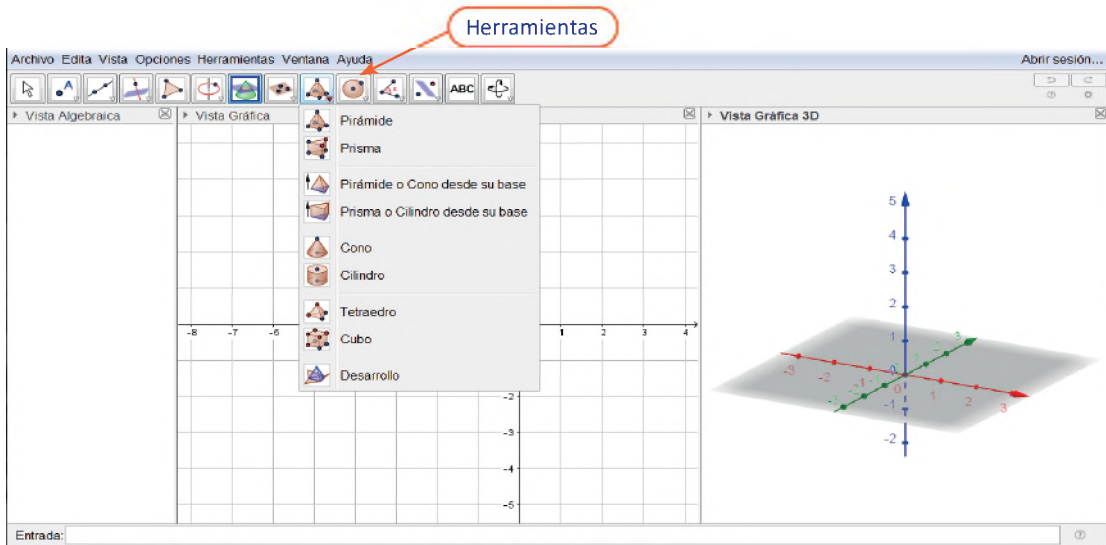 Herramientas
Archivo Edita Vista Opciones Herramientas Ventana Ayuda
Abrir sesión...
A
ABC
Vista Algebraica
Vista Gráfica
Vista Gráfica 3D
Pirámide
Prisma
Pirámide o Cono desde su base
Prisma o Cilindro desde su base
Cono
Cilindro
Tetraedro
Cubo
Desarrollo
-8 -7 -6 1 2 3 4
-2
-3
-4
-5
5
4
3
2
1
0
-1
-2
-3 -2 -1 0 1 2 3
3
Entrada: